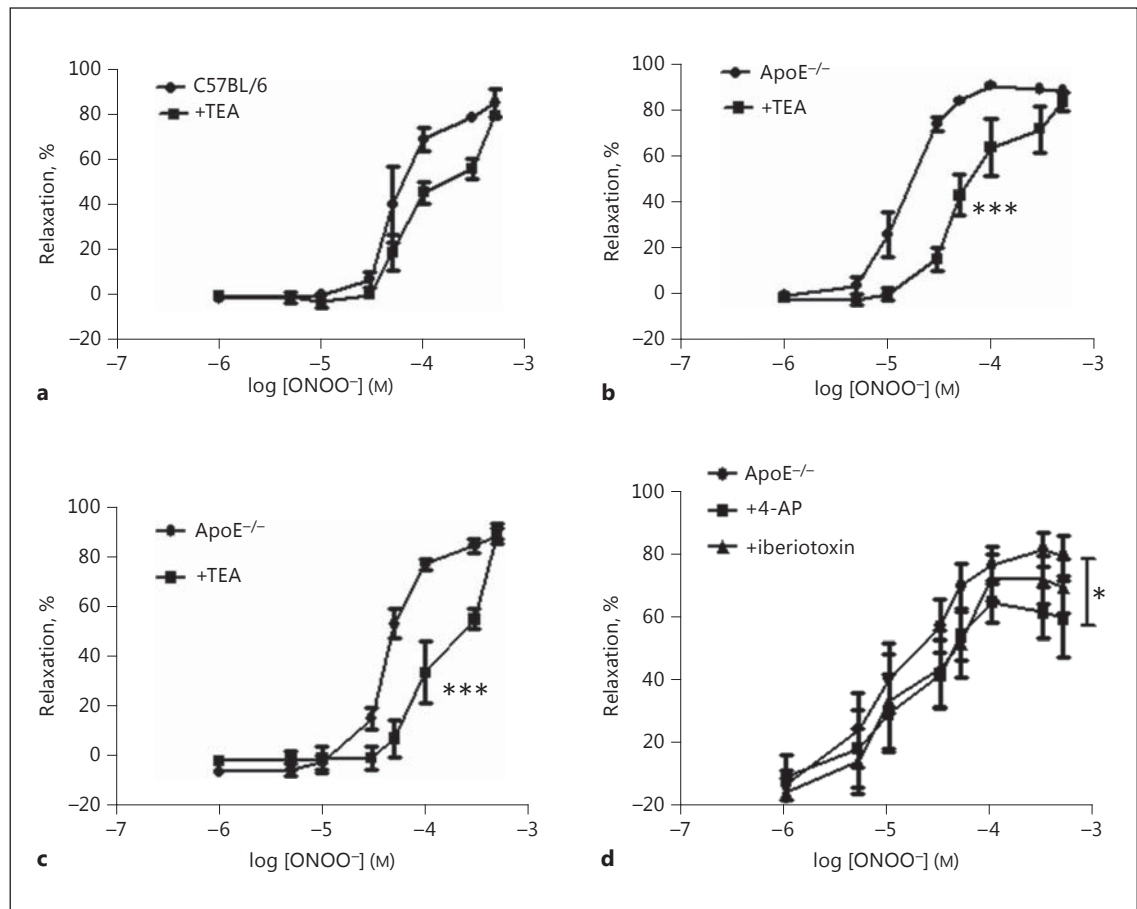 C57BL/6
+TEA
100
80
60
40
20
0
–20
Relaxation, %
–7 –6 –5 –4 –3
log [ONOO⁻] (M)
a
ApoE⁻/⁻
+TEA
100
80
60
40
20
0
–20
Relaxation, %
***
–7 –6 –5 –4 –3
log [ONOO⁻] (M)
b
ApoE⁻/⁻
+TEA
100
80
60
40
20
0
–20
Relaxation, %
***
–7 –6 –5 –4 –3
log [ONOO⁻] (M)
c
ApoE⁻/⁻
+4-AP
+iberiotoxin
100
80
60
40
20
–20
Relaxation, %
*
–7 –6 –5 –4 –3
log [ONOO⁻] (M)
d